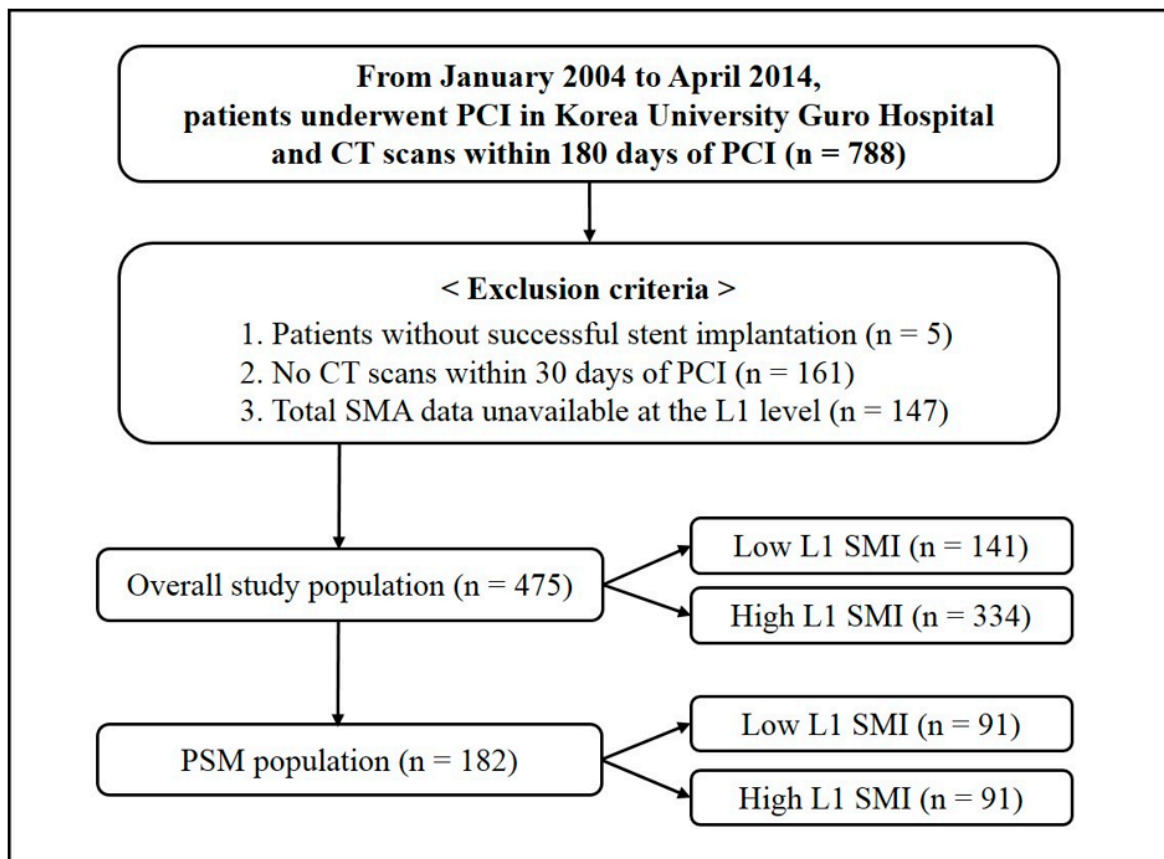 From January 2004 to April 2014,
patients underwent PCI in Korea University Guro Hospital
and CT scans within 180 days of PCI (n = 788)
< Exclusion criteria >
1. Patients without successful stent implantation (n = 5)
2. No CT scans within 30 days of PCI (n = 161)
3. Total SMA data unavailable at the L1 level (n = 147)
Overall study population (n = 475)
Low L1 SMI (n = 141)
High L1 SMI (n = 334)
PSM population (n = 182)
Low L1 SMI (n = 91)
High L1 SMI (n = 91)